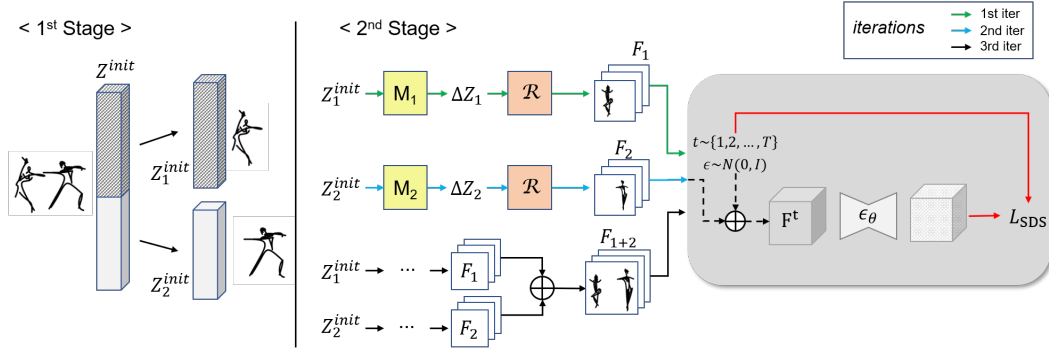 < 1st Stage >
Z^init
Z_1^init
Z_2^init
< 2nd Stage >
iterations
1st iter
2nd iter
3rd iter
Z_1^init M_1 ΔZ_1 ℛ F_1
Z_2^init M_2 ΔZ_2 ℛ F_2
Z_1^init ... F_1
Z_2^init ... F_2
F_1+2
t~{1,2, ..., T}
ϵ~N(0, I)
F^t
ϵ_θ
L_SDS